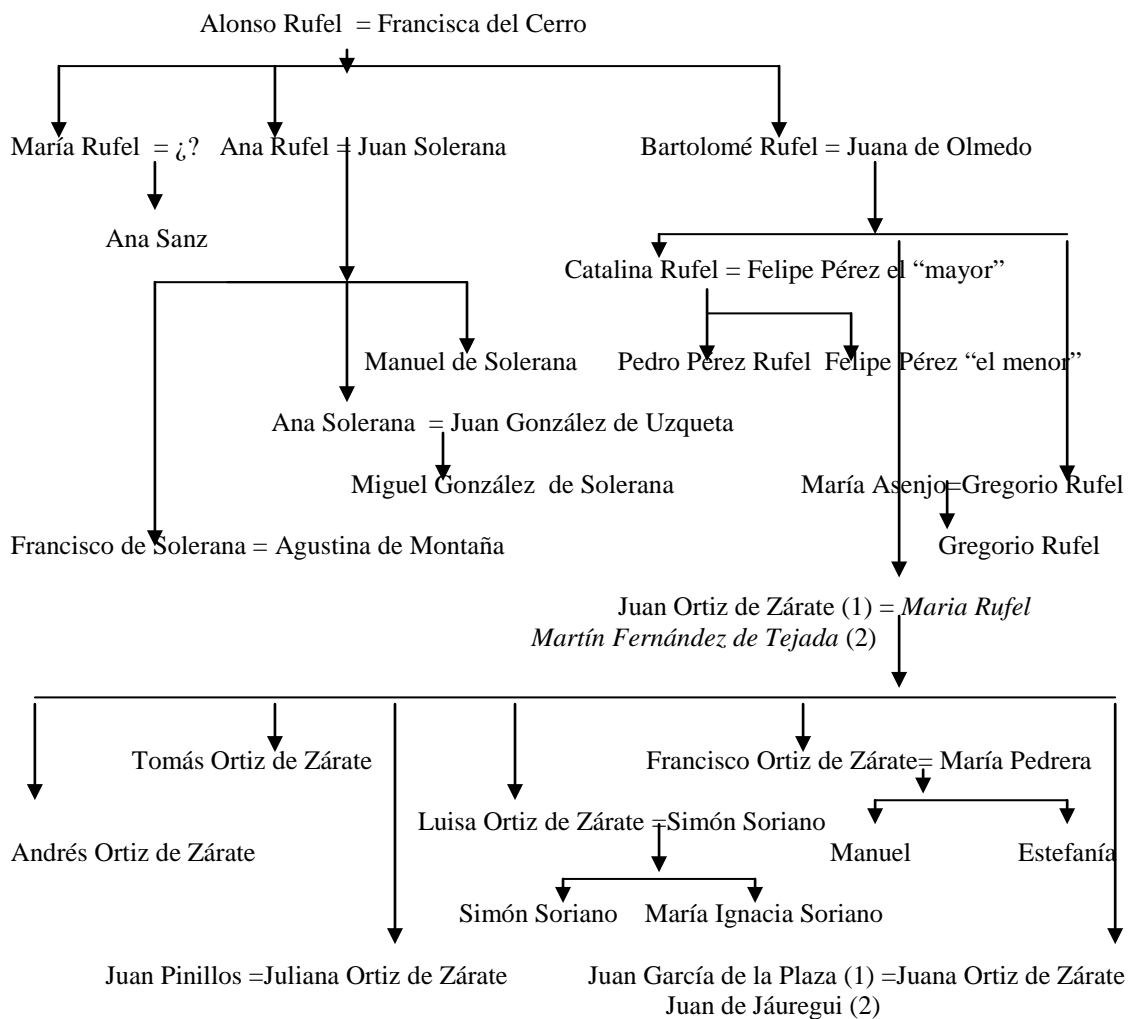 Alonso Rufel = Francisca del Cerro
María Rufel = ¿? Ana Rufel = Juan Solerana Bartolomé Rufel = Juana de Olmedo
Ana Sanz
Catalina Rufel = Felipe Pérez el “mayor”
Manuel de Solerana Pedro Pérez Rufel Felipe Pérez “el menor”
Ana Solerana = Juan González de Uzqueta
Miguel González de Solerana María Asenjo=Gregorio Rufel
Francisco de Solerana = Agustina de Montaña Gregorio Rufel
Juan Ortiz de Zárate (1) = Maria Rufel
Martín Fernández de Tejada (2)
Tomás Ortiz de Zárate Francisco Ortiz de Zárate= María Pedrera
Luisa Ortiz de Zárate =Simón Soriano
Andrés Ortiz de Zárate Manuel Estefanía
Simón Soriano María Ignacia Soriano
Juan Pinillos =Juliana Ortiz de Zárate Juan García de la Plaza (1) =Juana Ortiz de Zárate
Juan de Jáuregui (2)